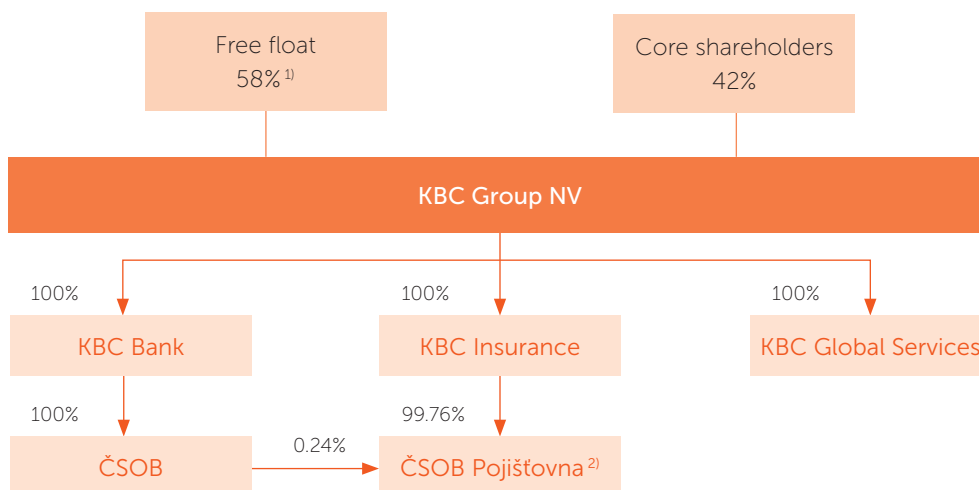 Free float
58% 1)
Core shareholders
42%
KBC Group NV
100%
100%
100%
KBC Bank
KBC Insurance
KBC Global Services
100%
99.76%
ČSOB
0.24%
ČSOB Pojišťovna 2)